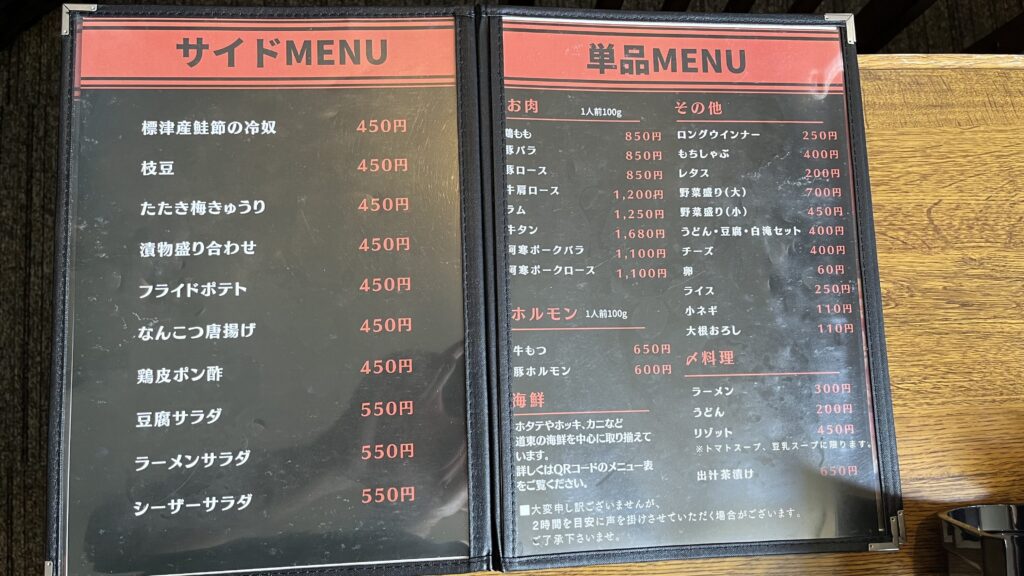 サイドMENU
標津産鮭節の冷奴 450円
枝豆 450円
たたき梅きゅうり 450円
漬物盛り合わせ 450円
フライドポテト 450円
なんこつ唐揚げ 450円
鶏皮ポン酢 450円
豆腐サラダ 550円
ラーメンサラダ 550円
シーザーサラダ 550円
単品MENU
お肉 1人前100g
鶏もも 850円
豚バラ 850円
豚ロース 850円
牛肩ロース 1,200円
ラム 1,250円
牛タン 1,680円
阿寒ポークバラ 1,100円
阿寒ポークロース 1,100円
ホルモン 1人前100g
牛もつ 650円
豚ホルモン 600円
海鮮
ホタテやホッキ、カニなど
道東の海鮮を中心に取り揃えて
います。
詳しくはQRコードのメニュー表
をご覧ください。
その他
ロングウインナー 250円
もちしゃぶ 400円
レタス 200円
野菜盛り(大) 700円
野菜盛り(小) 450円
うどん・豆腐・白滝セット 400円
チーズ 400円
卵 60円
ライス 250円
小ネギ 110円
大根おろし 110円
〆料理
ラーメン 300円
うどん 200円
リゾット 450円
※トマトスープ、豆乳スープに限ります。
出汁茶漬け 650円
■大変申し訳ございませんが、
2時間を目安に声を掛けさせていただく場合がございます。
ご了承下さいませ。